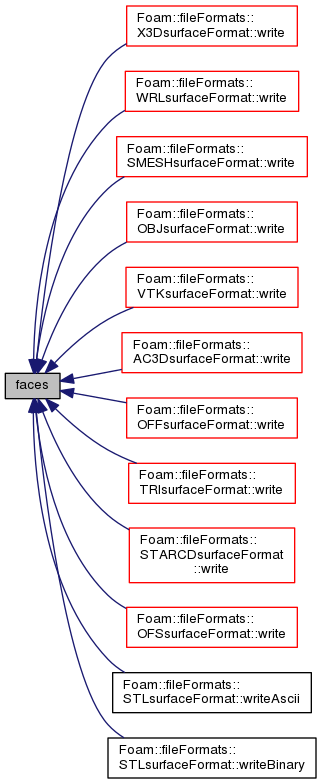 Foam::fileFormats::
X3DsurfaceFormat::write
Foam::fileFormats::
WRLsurfaceFormat::write
Foam::fileFormats::
SMESHsurfaceFormat::write
Foam::fileFormats::
OBJsurfaceFormat::write
Foam::fileFormats::
VTKsurfaceFormat::write
Foam::fileFormats::
AC3DsurfaceFormat::write
faces
Foam::fileFormats::
OFFsurfaceFormat::write
Foam::fileFormats::
TRIsurfaceFormat::write
Foam::fileFormats::
STARCDsurfaceFormat
::write
Foam::fileFormats::
OFSsurfaceFormat::write
Foam::fileFormats::
STLsurfaceFormat::writeAscii
Foam::fileFormats::
STLsurfaceFormat::writeBinary